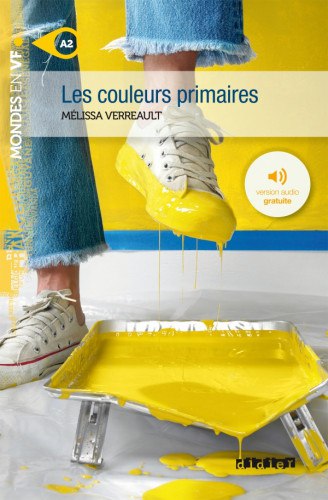 A2
MONDES EN VF
Les couleurs primaires
MÉLISSA VERREAULT
version audio
gratuite
didier